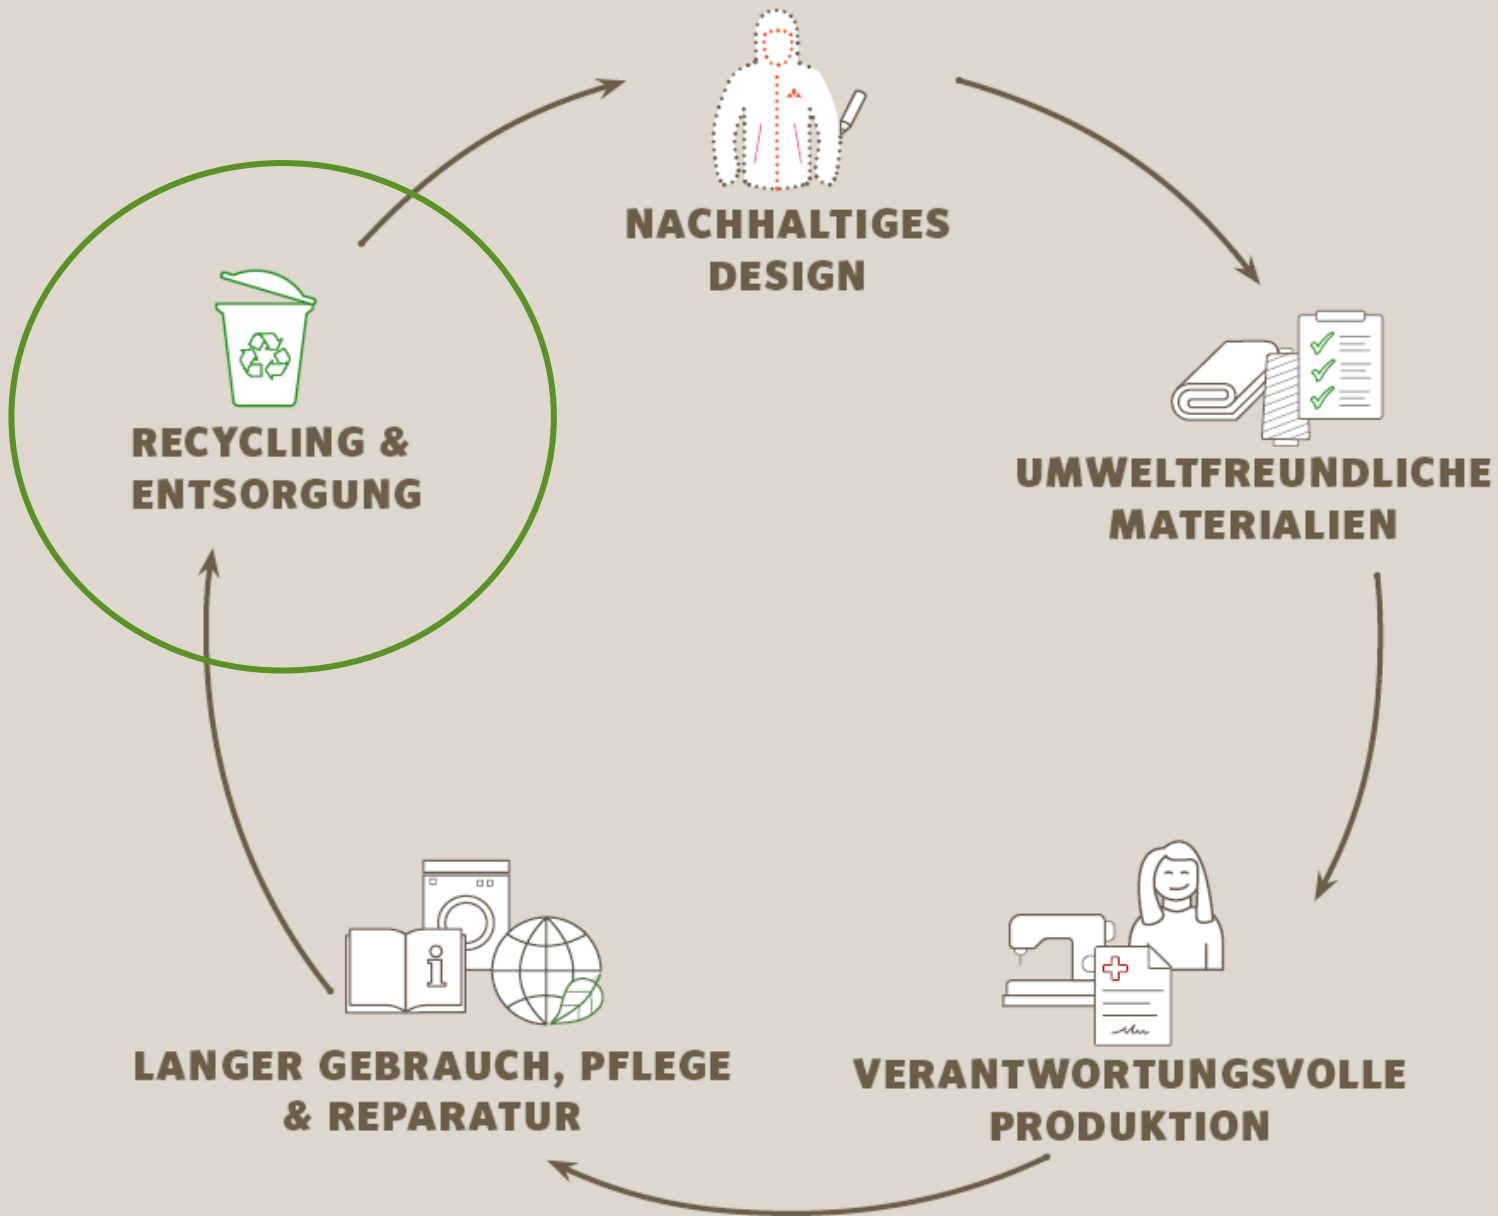 NACHHALTIGES
DESIGN
UMWELTFREUNDLICHE
MATERIALIEN
VERANTWORTUNGSVOLLE
PRODUKTION
LANGER GEBRAUCH, PFLEGE
& REPARATUR
i
RECYCLING &
ENTSORGUNG